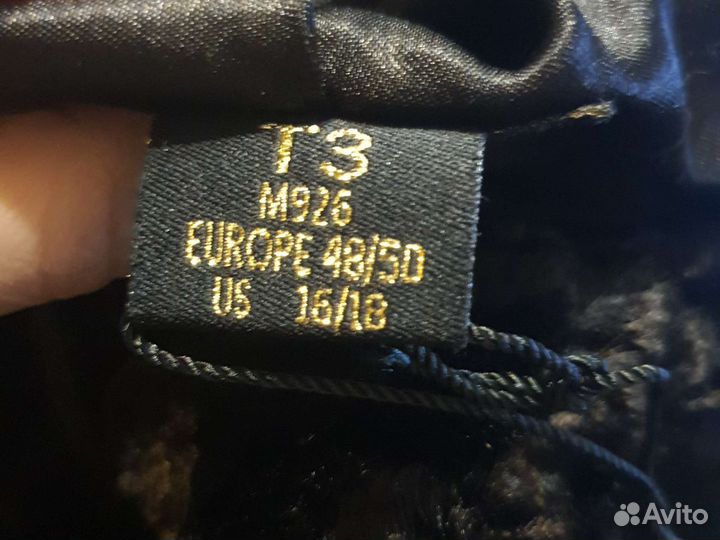 T3
M926
EUROPE 48/50
US 16/18
Avito